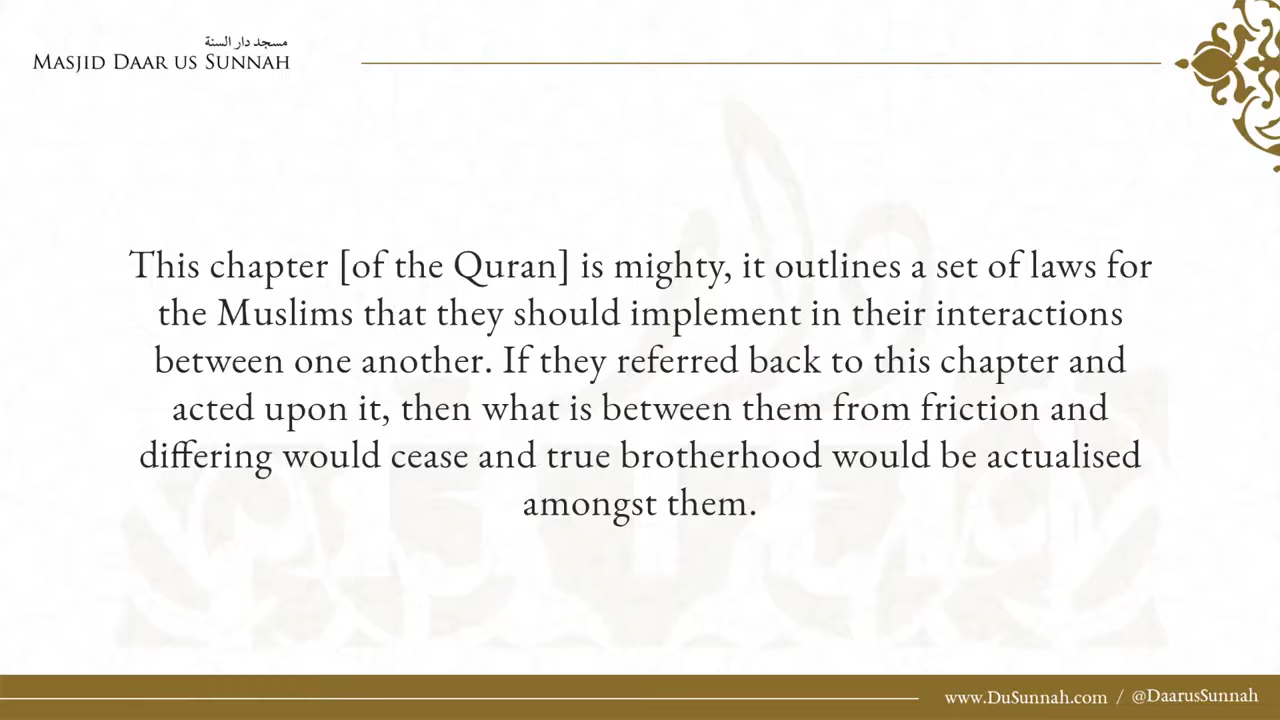 مسجد دار السنة
MASJID DAAR US SUNNAH
This chapter [of the Quran] is mighty, it outlines a set of laws for
the Muslims that they should implement in their interactions
between one another. If they referred back to this chapter and
acted upon it, then what is between them from friction and
differing would cease and true brotherhood would be actualised
amongst them.
www.DuSunnah.com / @DaarusSunnah